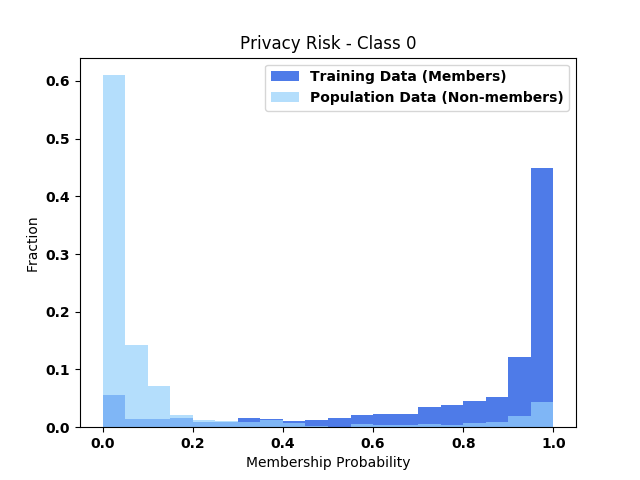 Privacy Risk - Class 0
Training Data (Members)
Population Data (Non-members)
Fraction
0.6
0.5
0.4
0.3
0.2
0.1
0.0
0.0 0.2 0.4 0.6 0.8 1.0
Membership Probability